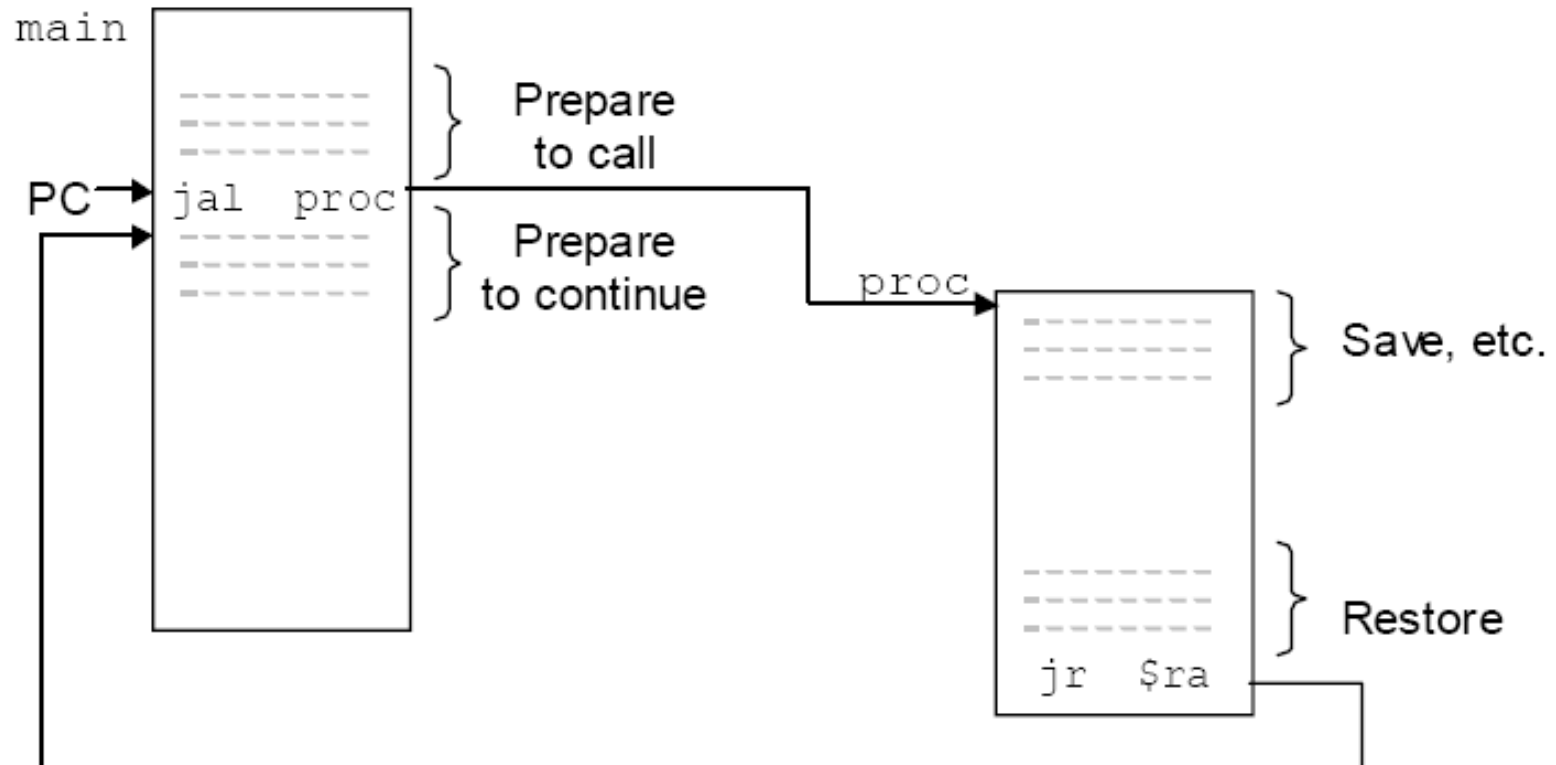 main
Prepare
to call
PC
jal proc
Prepare
to continue
proc
Save, etc.
Restore
jr $ra